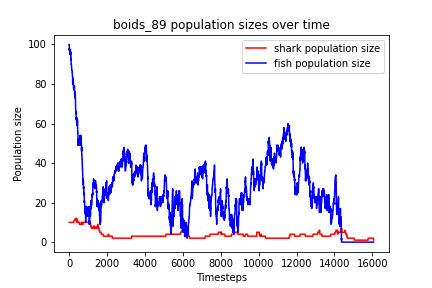 boids_89 population sizes over time
shark population size
fish population size
Population size
100
80
60
40
20
0
0 2000 4000 6000 8000 10000 12000 14000 16000
Timesteps